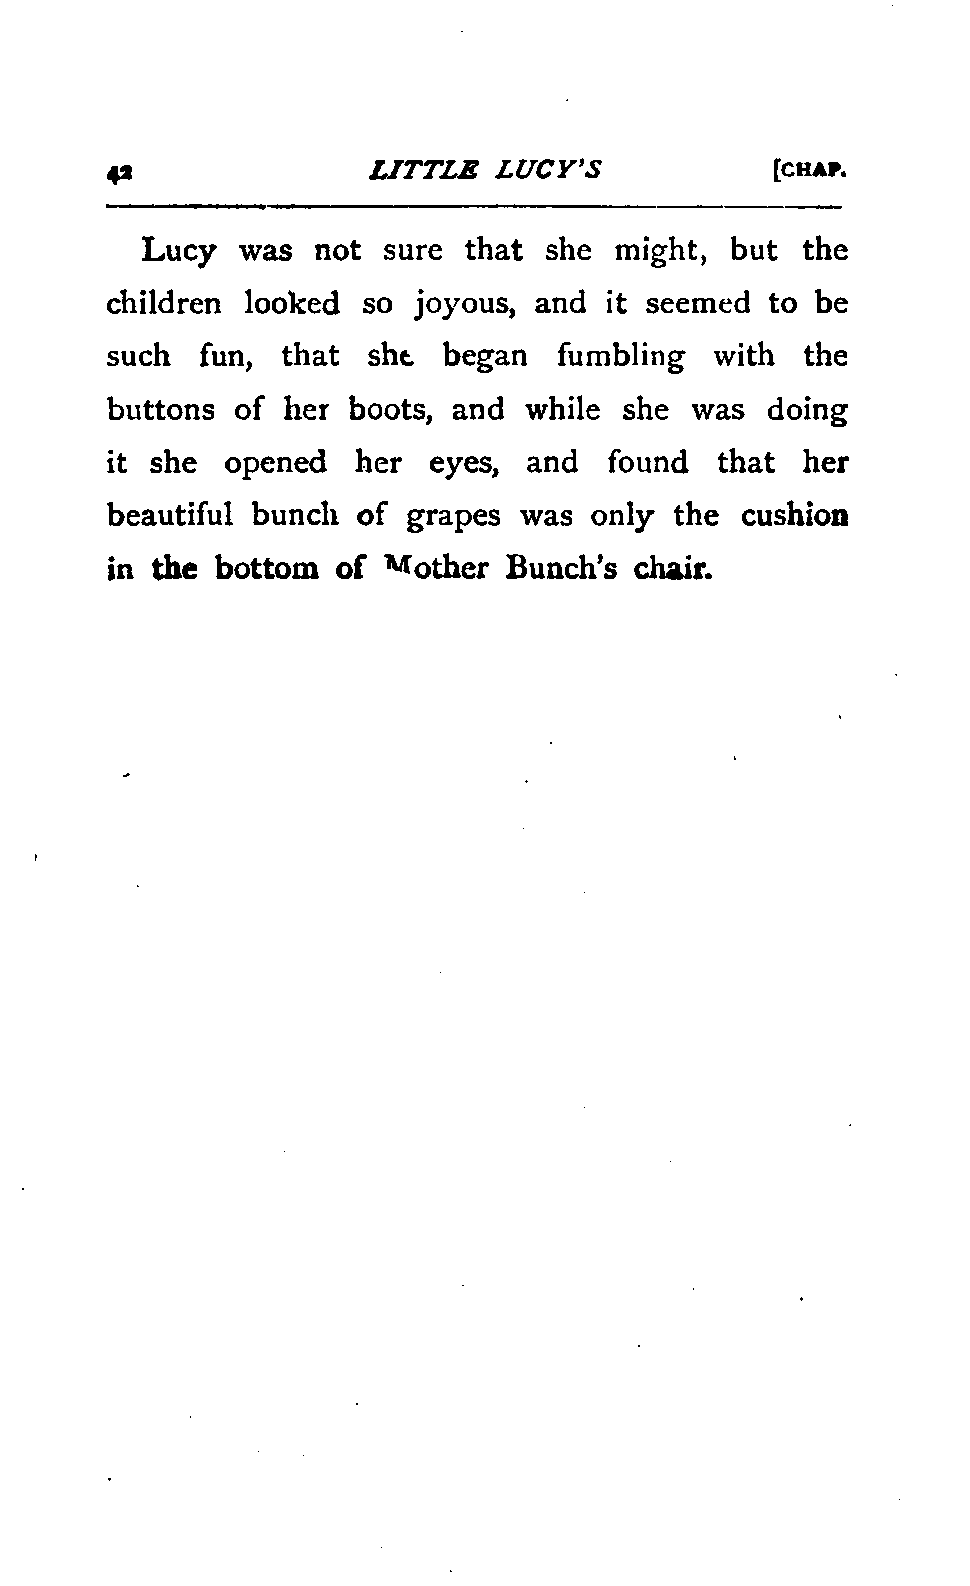 42 LITTLE LUCY'S [CHAP.
Lucy was not sure that she might, but the
children looked so joyous, and it seemed to be
such fun, that she began fumbling with the
buttons of her boots, and while she was doing
it she opened her eyes, and found that her
beautiful bunch of grapes was only the cushion
in the bottom of Mother Bunch's chair.